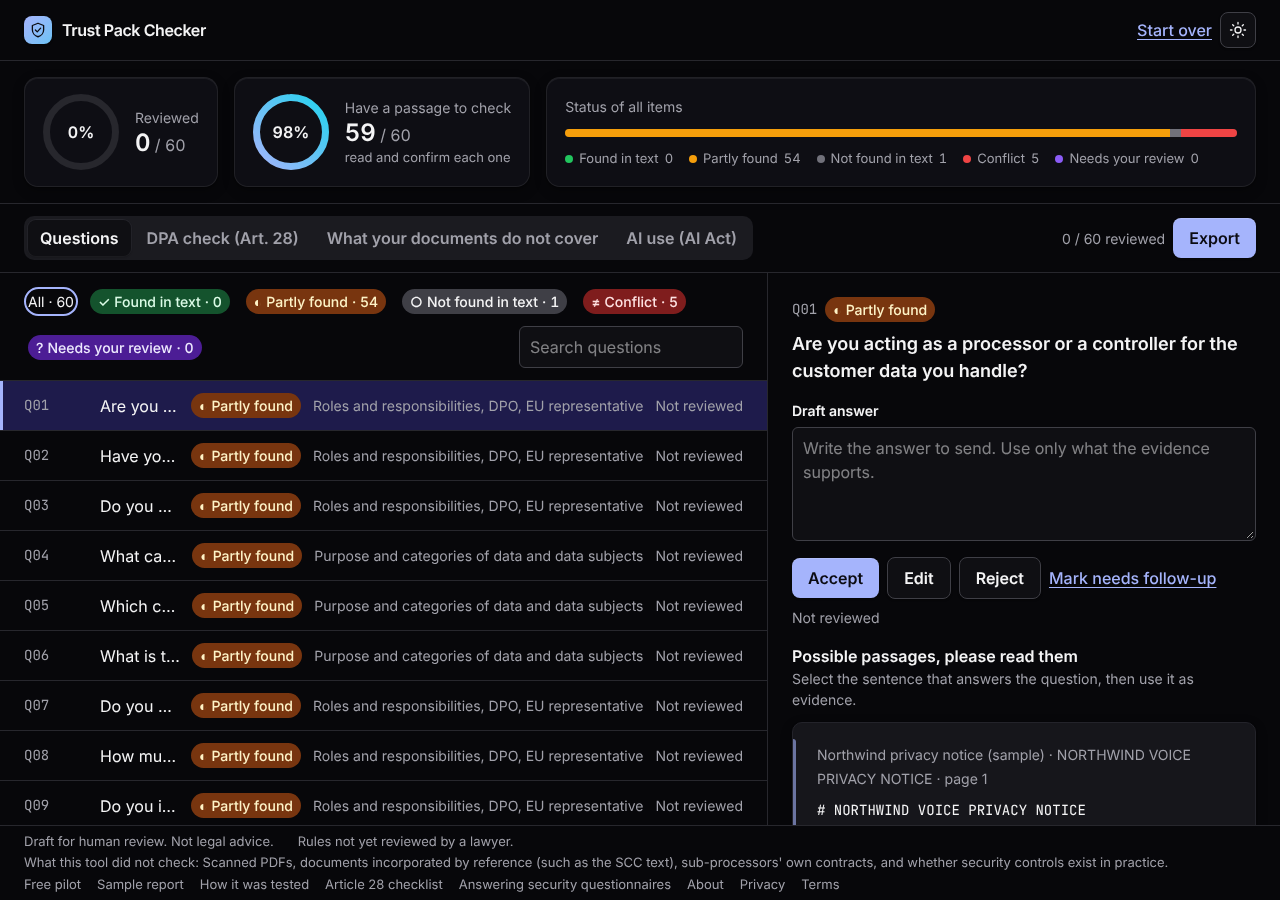 Trust Pack Checker
Start over
0%
Reviewed
0 / 60
98%
Have a passage to check
59 / 60
read and confirm each one
Status of all items
Found in text 0
Partly found 54
Not found in text 1
Conflict 5
Needs your review 0
Questions
DPA check (Art. 28)
What your documents do not cover
AI use (AI Act)
0 / 60 reviewed
Export
All · 60
✓ Found in text · 0
Partly found · 54
Not found in text · 1
≠ Conflict · 5
? Needs your review · 0
Search questions
Q01 Are you ... Partly found Roles and responsibilities, DPO, EU representative Not reviewed
Q02 Have yo... Partly found Roles and responsibilities, DPO, EU representative Not reviewed
Q03 Do you ... Partly found Roles and responsibilities, DPO, EU representative Not reviewed
Q04 What ca... Partly found Purpose and categories of data and data subjects Not reviewed
Q05 Which c... Partly found Purpose and categories of data and data subjects Not reviewed
Q06 What is t... Partly found Purpose and categories of data and data subjects Not reviewed
Q07 Do you ... Partly found Roles and responsibilities, DPO, EU representative Not reviewed
Q08 How mu... Partly found Roles and responsibilities, DPO, EU representative Not reviewed
Q09 Do you i... Partly found Roles and responsibilities, DPO, EU representative Not reviewed
Q01 Partly found
Are you acting as a processor or a controller for the
customer data you handle?
Draft answer
Write the answer to send. Use only what the evidence
supports.
Accept
Edit
Reject
Mark needs follow-up
Not reviewed
Possible passages, please read them
Select the sentence that answers the question, then use it as
evidence.
Northwind privacy notice (sample) · NORTHWIND VOICE
PRIVACY NOTICE · page 1
# NORTHWIND VOICE PRIVACY NOTICE
Draft for human review. Not legal advice. Rules not yet reviewed by a lawyer.
What this tool did not check: Scanned PDFs, documents incorporated by reference (such as the SCC text), sub-processors' own contracts, and whether security controls exist in practice.
Free pilot Sample report How it was tested Article 28 checklist Answering security questionnaires About Privacy Terms